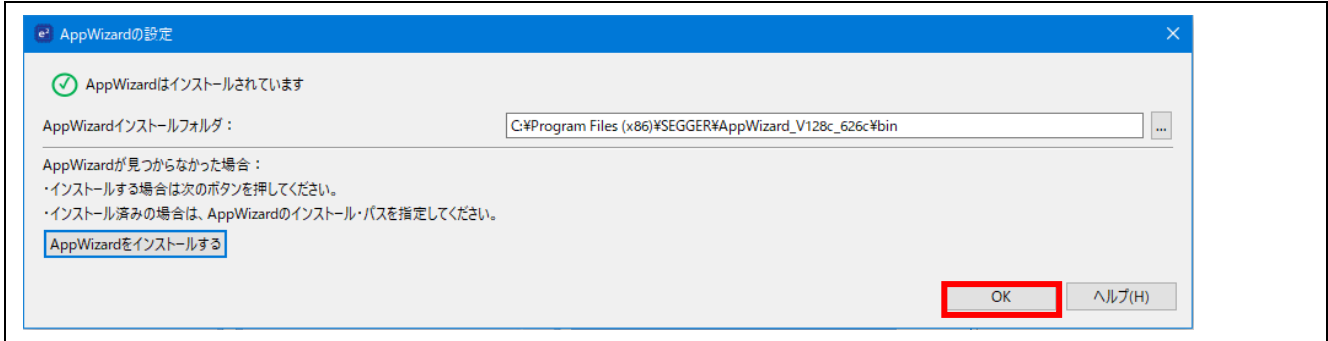 e² AppWizardの設定
AppWizardはインストールされています
AppWizardインストールフォルダ： C:¥Program Files (x86)¥SEGGER¥AppWizard_V128c_626c¥bin ...
AppWizardが見つからなかった場合：
・インストールする場合は次のボタンを押してください。
・インストール済みの場合は、AppWizardのインストール・パスを指定してください。
AppWizardをインストールする
OK ヘルプ(H)